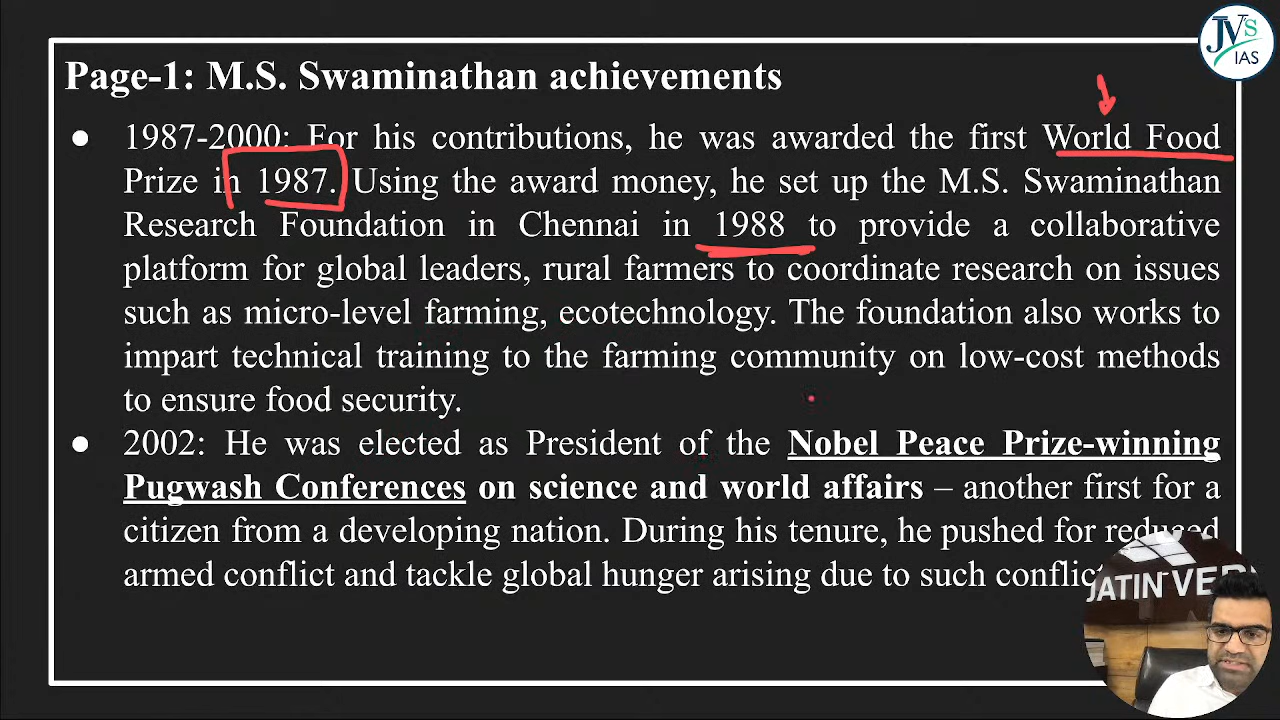 JVS
IAS
Page-1: M.S. Swaminathan achievements
● 1987-2000: For his contributions, he was awarded the first World Food
Prize in 1987. Using the award money, he set up the M.S. Swaminathan
Research Foundation in Chennai in 1988 to provide a collaborative
platform for global leaders, rural farmers to coordinate research on issues
such as micro-level farming, ecotechnology. The foundation also works to
impart technical training to the farming community on low-cost methods
to ensure food security.
● 2002: He was elected as President of the Nobel Peace Prize-winning
Pugwash Conferences on science and world affairs – another first for a
citizen from a developing nation. During his tenure, he pushed for reduced
armed conflict and tackle global hunger arising due to such
JATIN